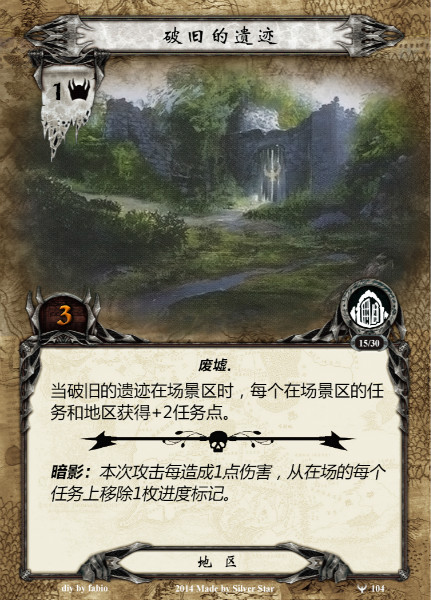 破旧的遗迹
1
3
15/30
废墟.
当破旧的遗迹在场景区时，每个在场景区的任
务和地区获得+2任务点。
暗影：本次攻击每造成1点伤害，从在场的每个
任务上移除1枚进度标记。
地区
diy by fabio 2014 Made by Silver Star 104